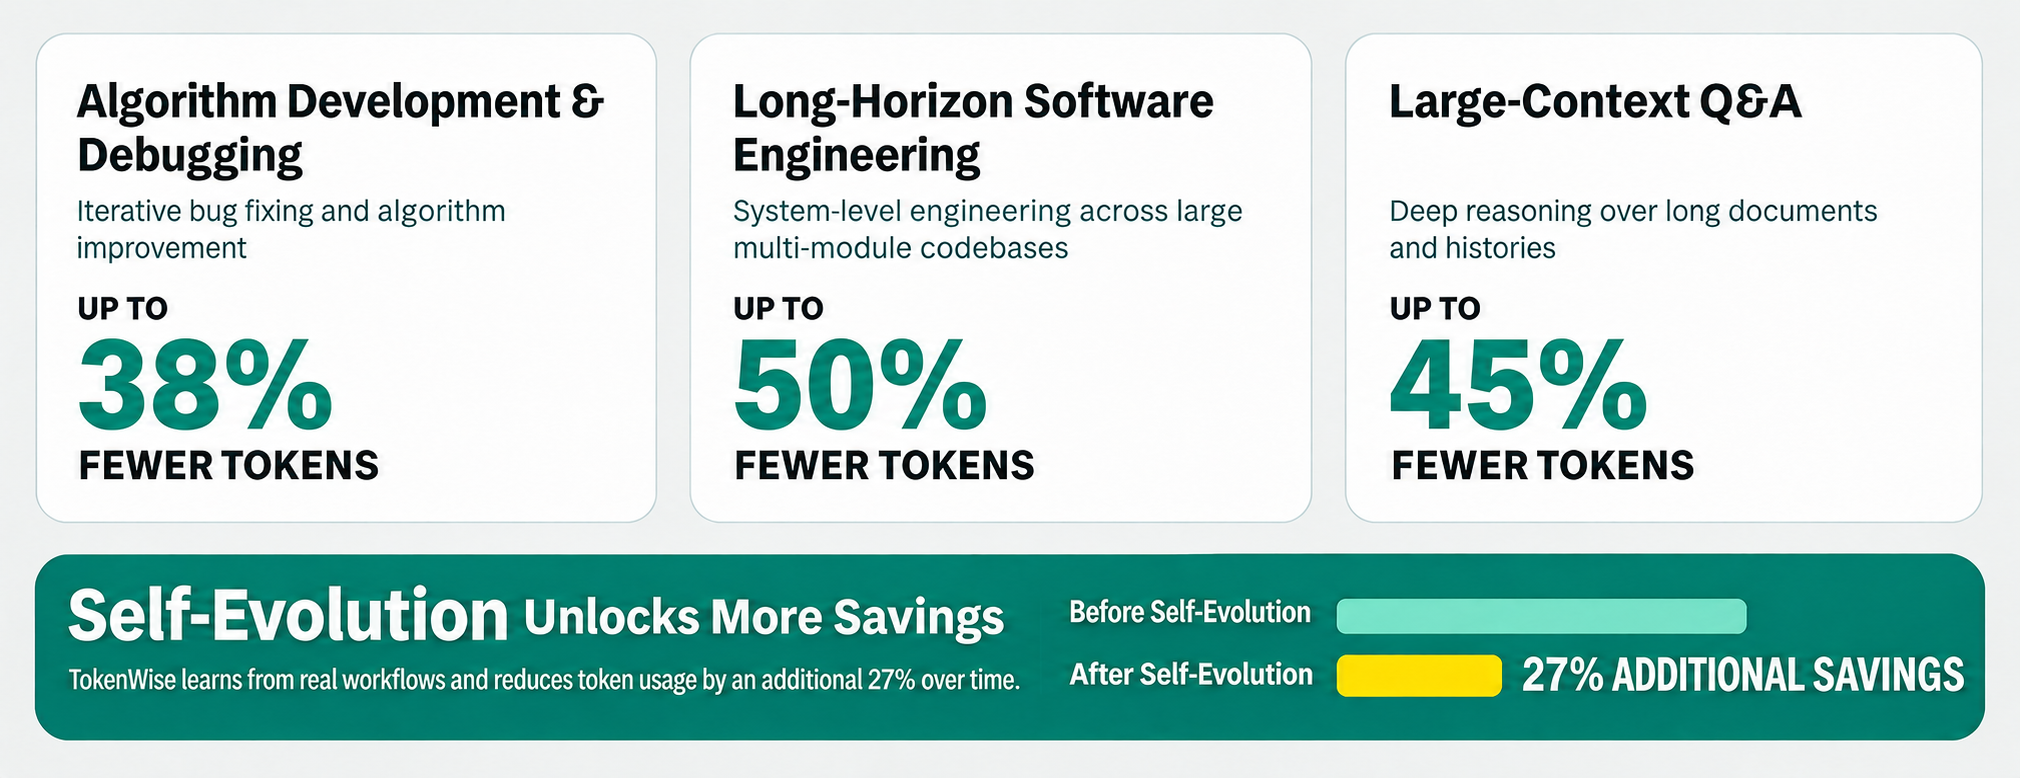 Algorithm Development &
Debugging
Iterative bug fixing and algorithm
improvement
UP TO
38%
FEWER TOKENS
Long-Horizon Software
Engineering
System-level engineering across large
multi-module codebases
UP TO
50%
FEWER TOKENS
Large-Context Q&A
Deep reasoning over long documents
and histories
UP TO
45%
FEWER TOKENS
Self-Evolution Unlocks More Savings
TokenWise learns from real workflows and reduces token usage by an additional 27% over time.
Before Self-Evolution
After Self-Evolution
27% ADDITIONAL SAVINGS